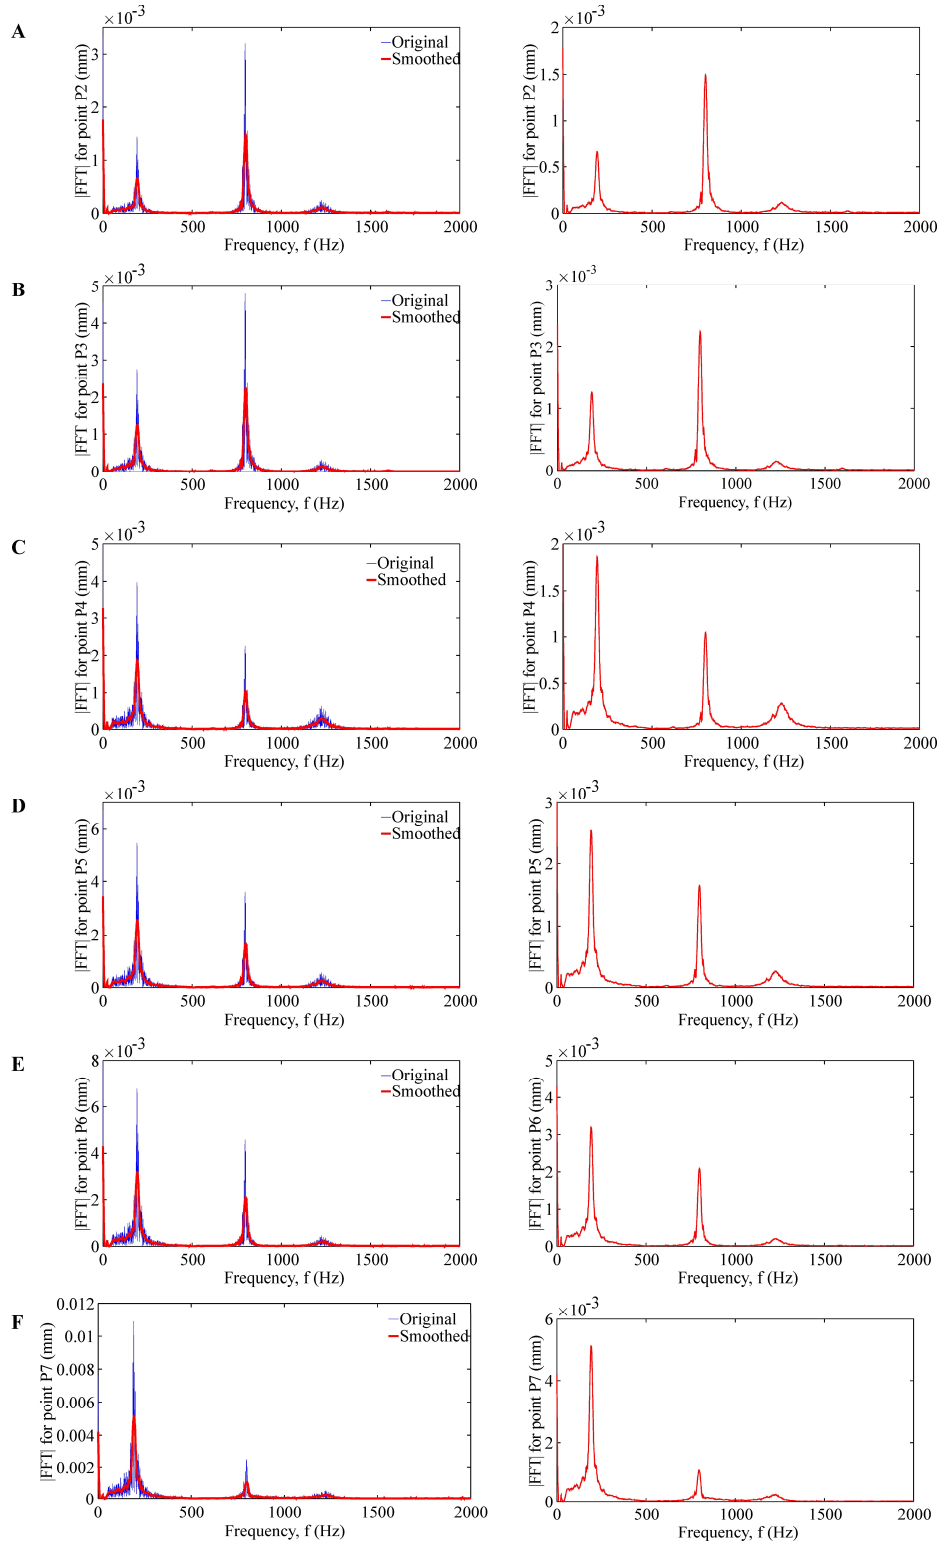 A
×10-3
3
2
1
0
|FFT| for point P2 (mm)
Original
Smoothed
0 500 1000 1500 2000
Frequency, f (Hz)
×10-3
2
1.5
1
0.5
0
|FFT| for point P2 (mm)
0 500 1000 1500 2000
Frequency, f (Hz)
B
×10-3
5
4
3
2
1
0
|FFT| for point P3 (mm)
Original
Smoothed
0 500 1000 1500 2000
Frequency, f (Hz)
×10-3
3
2
1
0
|FFT| for point P3 (mm)
0 500 1000 1500 2000
Frequency, f (Hz)
C
×10-3
5
4
3
2
1
0
|FFT| for point P4 (mm)
Original
Smoothed
0 500 1000 1500 2000
Frequency, f (Hz)
×10-3
2
1.5
1
0.5
0
|FFT| for point P4 (mm)
0 500 1000 1500 2000
Frequency, f (Hz)
D
×10-3
6
4
2
0
|FFT| for point P5 (mm)
Original
Smoothed
0 500 1000 1500 2000
Frequency, f (Hz)
×10-3
3
2
1
0
|FFT| for point P5 (mm)
0 500 1000 1500 2000
Frequency, f (Hz)
E
×10-3
8
6
4
2
0
|FFT| for point P6 (mm)
Original
Smoothed
0 500 1000 1500 2000
Frequency, f (Hz)
×10-3
5
4
3
2
1
0
|FFT| for point P6 (mm)
0 500 1000 1500 2000
Frequency, f (Hz)
F
0.012
0.01
0.008
0.006
0.004
0.002
0
|FFT| for point P7 (mm)
Original
Smoothed
0 500 1000 1500 2000
Frequency, f (Hz)
×10-3
6
4
2
0
|FFT| for point P7 (mm)
0 500 1000 1500 2000
Frequency, f (Hz)